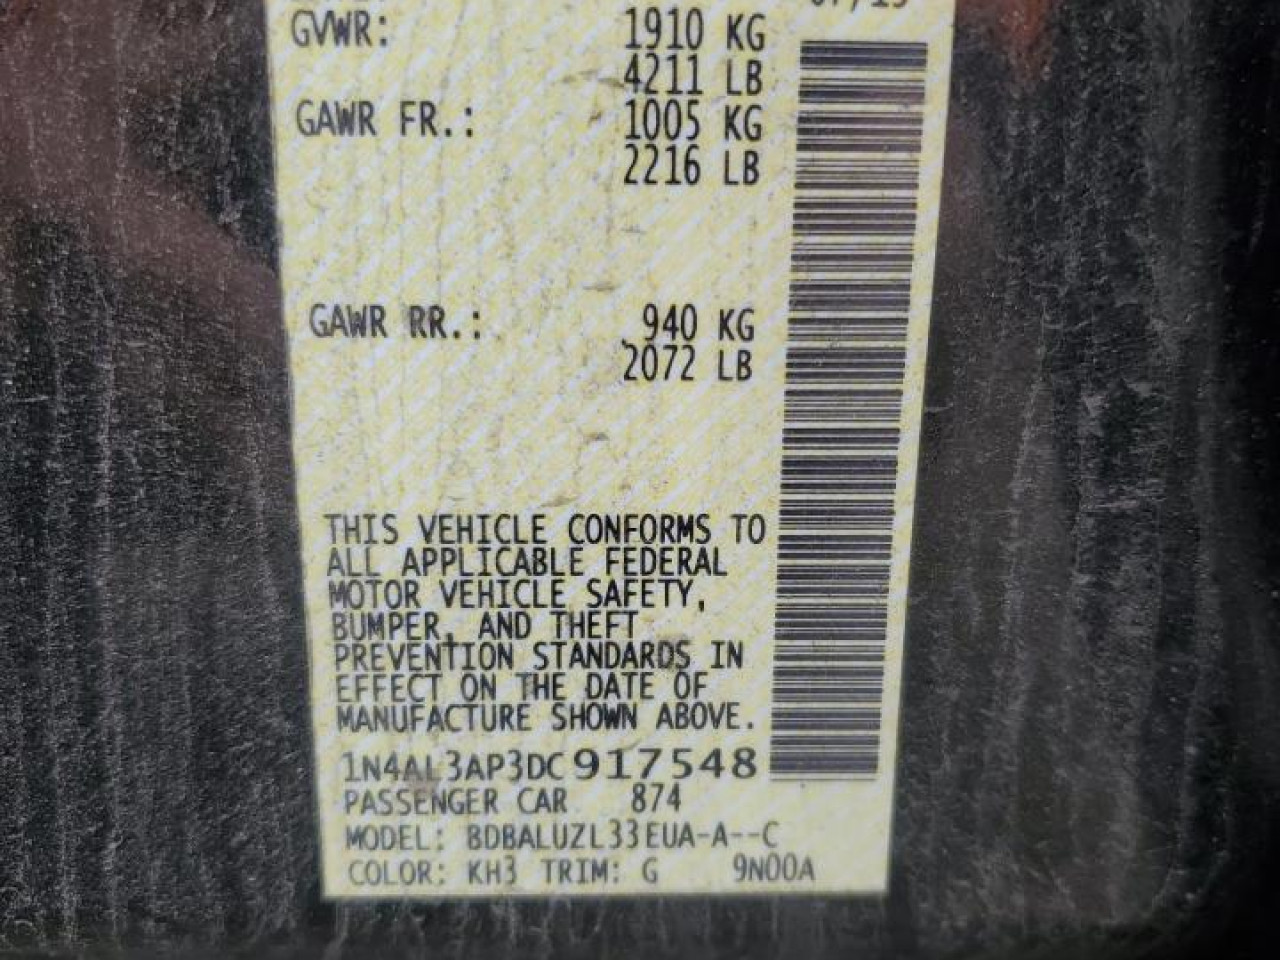 GVWR: 1910 KG
4211 LB
GAWR FR.: 1005 KG
2216 LB
GAWR RR.: 940 KG
2072 LB
THIS VEHICLE CONFORMS TO
ALL APPLICABLE FEDERAL
MOTOR VEHICLE SAFETY,
BUMPER, AND THEFT
PREVENTION STANDARDS IN
EFFECT ON THE DATE OF
MANUFACTURE SHOWN ABOVE.
1N4AL3AP3DC917548
PASSENGER CAR 874
MODEL: BDBALUZL33EUA-A--C
COLOR: KH3 TRIM: G 9N00A